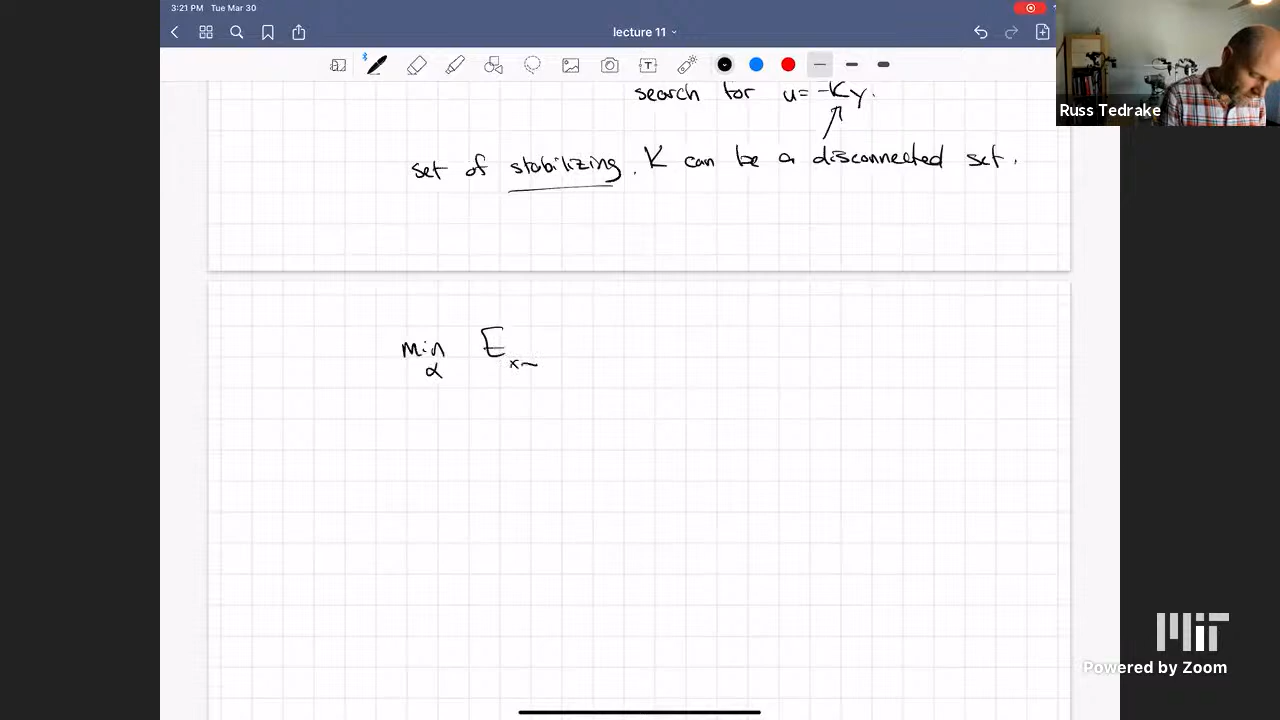 3:21 PM Tue Mar 30
lecture 11
Russ Tedrake
search for u = -Ky.
set of stabilizing K can be a disconnected set.
min E x~
α
MIT
Powered by Zoom